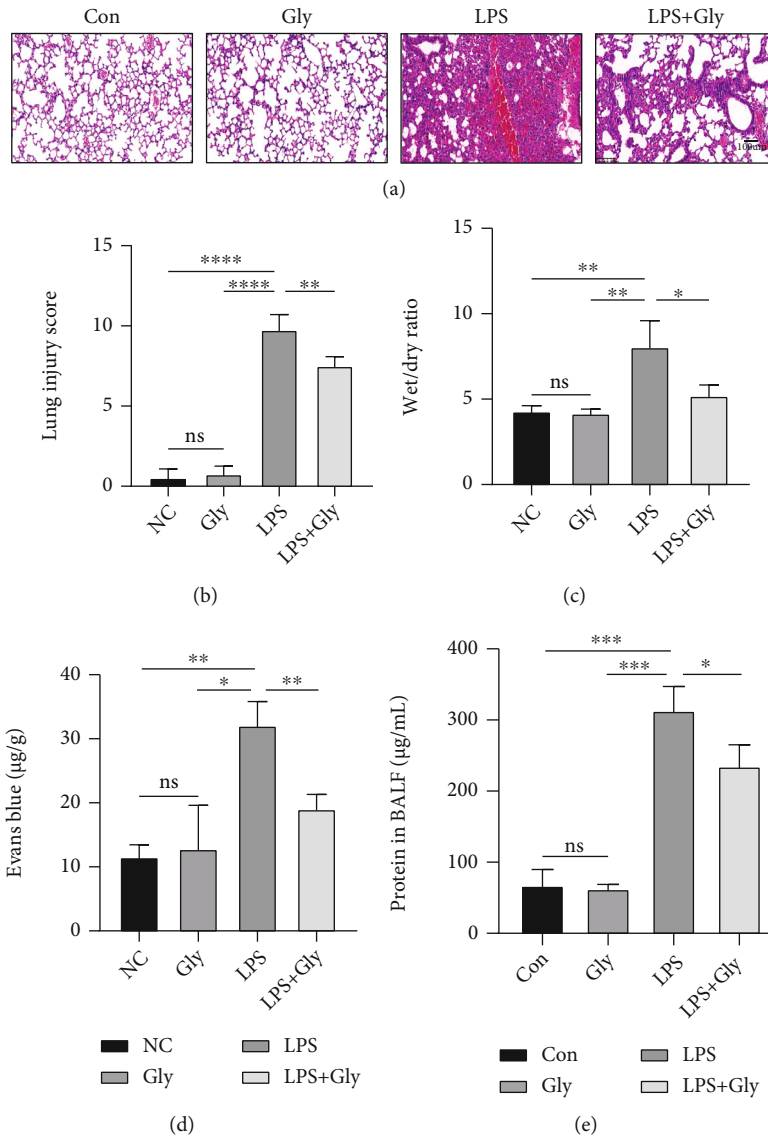 Con Gly LPS LPS+Gly
100mm
(a)
Lung injury score
15
10
5
0
****
**** **
ns
NC Gly LPS LPS+Gly
(b)
Wet/dry ratio
15
10
5
0
**
** *
ns
NC Gly LPS LPS+Gly
(c)
Evans blue (μg/g)
40
30
20
10
0
**
* **
ns
NC Gly LPS LPS+Gly
NC LPS
Gly LPS+Gly
(d)
Protein in BALF (μg/mL)
400
300
200
100
0
***
*** *
ns
Con Gly LPS LPS+Gly
Con LPS
Gly LPS+Gly
(e)